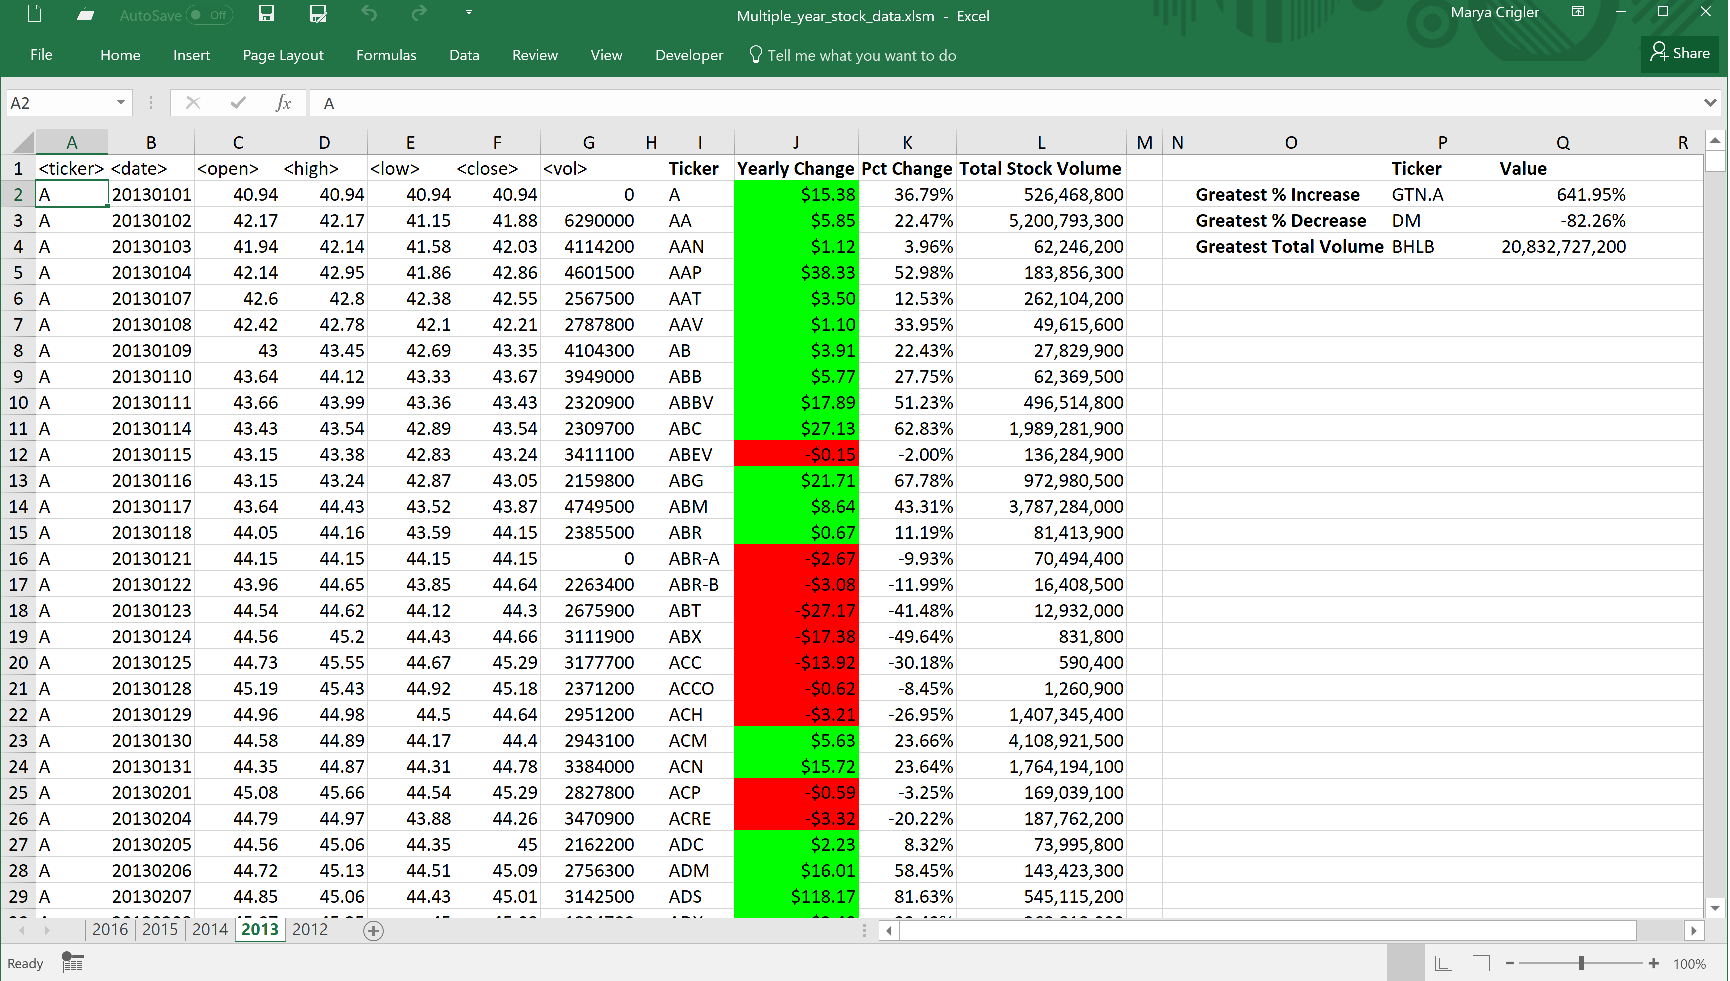 AutoSave Off
Multiple_year_stock_data.xlsm - Excel
Marya Crigler
File Home Insert Page Layout Formulas Data Review View Developer Tell me what you want to do Share
A2 fx A
A B C D E F G H I J K L M N O P Q R
1 <ticker> <date> <open> <high> <low> <close> <vol> Ticker Yearly Change Pct Change Total Stock Volume Ticker Value
2 A 20130101 40.94 40.94 40.94 40.94 0 A $15.38 36.79% 526,468,800 Greatest % Increase GTN.A 641.95%
3 A 20130102 42.17 42.17 41.15 41.88 6290000 AA $5.85 22.47% 5,200,793,300 Greatest % Decrease DM -82.26%
4 A 20130103 41.94 42.14 41.58 42.03 4114200 AAN $1.12 3.96% 62,246,200 Greatest Total Volume BHLB 20,832,727,200
5 A 20130104 42.14 42.95 41.86 42.86 4601500 AAP $38.33 52.98% 183,856,300
6 A 20130107 42.6 42.8 42.38 42.55 2567500 AAT $3.50 12.53% 262,104,200
7 A 20130108 42.42 42.78 42.1 42.21 2787800 AAV $1.10 33.95% 49,615,600
8 A 20130109 43 43.45 42.69 43.35 4104300 AB $3.91 22.43% 27,829,900
9 A 20130110 43.64 44.12 43.33 43.67 3949000 ABB $5.77 27.75% 62,369,500
10 A 20130111 43.66 43.99 43.36 43.43 2320900 ABBV $17.89 51.23% 496,514,800
11 A 20130114 43.43 43.54 42.89 43.54 2309700 ABC $27.13 62.83% 1,989,281,900
12 A 20130115 43.15 43.38 42.83 43.24 3411100 ABEV -$0.15 -2.00% 136,284,900
13 A 20130116 43.15 43.24 42.87 43.05 2159800 ABG $21.71 67.78% 972,980,500
14 A 20130117 43.64 44.43 43.52 43.87 4749500 ABM $8.64 43.31% 3,787,284,000
15 A 20130118 44.05 44.16 43.59 44.15 2385500 ABR $0.67 11.19% 81,413,900
16 A 20130121 44.15 44.15 44.15 44.15 0 ABR-A -$2.67 -9.93% 70,494,400
17 A 20130122 43.96 44.65 43.85 44.64 2263400 ABR-B -$3.08 -11.99% 16,408,500
18 A 20130123 44.54 44.62 44.12 44.3 2675900 ABT -$27.17 -41.48% 12,932,000
19 A 20130124 44.56 45.2 44.43 44.66 3111900 ABX -$17.38 -49.64% 831,800
20 A 20130125 44.73 45.55 44.67 45.29 3177700 ACC -$13.92 -30.18% 590,400
21 A 20130128 45.19 45.43 44.92 45.18 2371200 ACCO -$0.62 -8.45% 1,260,900
22 A 20130129 44.96 44.98 44.5 44.64 2951200 ACH -$3.21 -26.95% 1,407,345,400
23 A 20130130 44.58 44.89 44.17 44.4 2943100 ACM $5.63 23.66% 4,108,921,500
24 A 20130131 44.35 44.87 44.31 44.78 3384000 ACN $15.72 23.64% 1,764,194,100
25 A 20130201 45.08 45.66 44.54 45.29 2827800 ACP -$0.59 -3.25% 169,039,100
26 A 20130204 44.79 44.97 43.88 44.26 3470900 ACRE -$3.32 -20.22% 187,762,200
27 A 20130205 44.56 45.06 44.35 45 2162200 ADC $2.23 8.32% 73,995,800
28 A 20130206 44.72 45.13 44.51 45.09 2756300 ADM $16.01 58.45% 143,423,300
29 A 20130207 44.85 45.06 44.43 45.01 3142500 ADS $118.17 81.63% 545,115,200
2016 2015 2014 2013 2012
Ready 100%